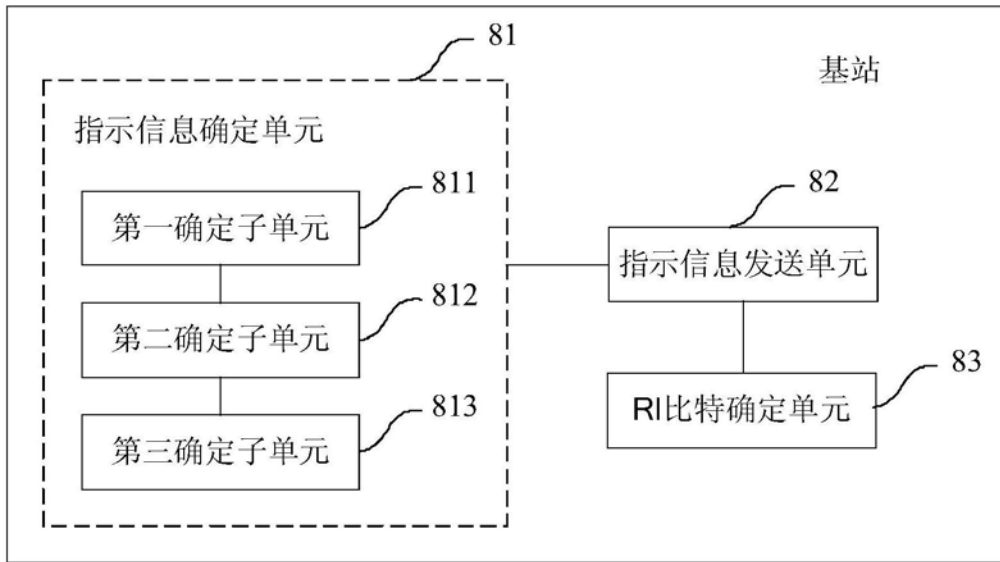 81
基站
指示信息确定单元
811
第一确定子单元
82
指示信息发送单元
812
第二确定子单元
83
RI比特确定单元
813
第三确定子单元